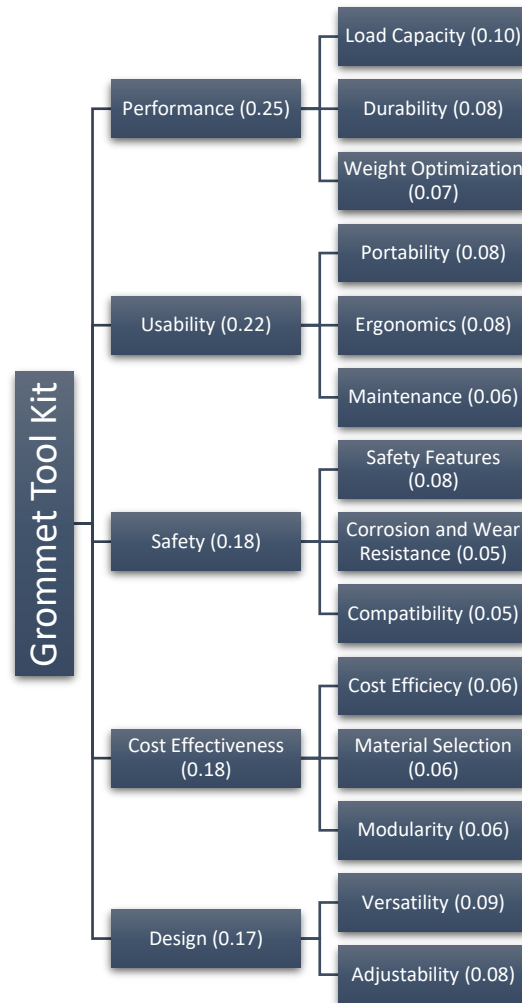 Grommet Tool Kit
Performance (0.25)
Load Capacity (0.10)
Durability (0.08)
Weight Optimization
(0.07)
Usability (0.22)
Portability (0.08)
Ergonomics (0.08)
Maintenance (0.06)
Safety (0.18)
Safety Features
(0.08)
Corrosion and Wear
Resistance (0.05)
Compatibility (0.05)
Cost Effectiveness
(0.18)
Cost Efficiecy (0.06)
Material Selection
(0.06)
Modularity (0.06)
Design (0.17)
Versatility (0.09)
Adjustability (0.08)